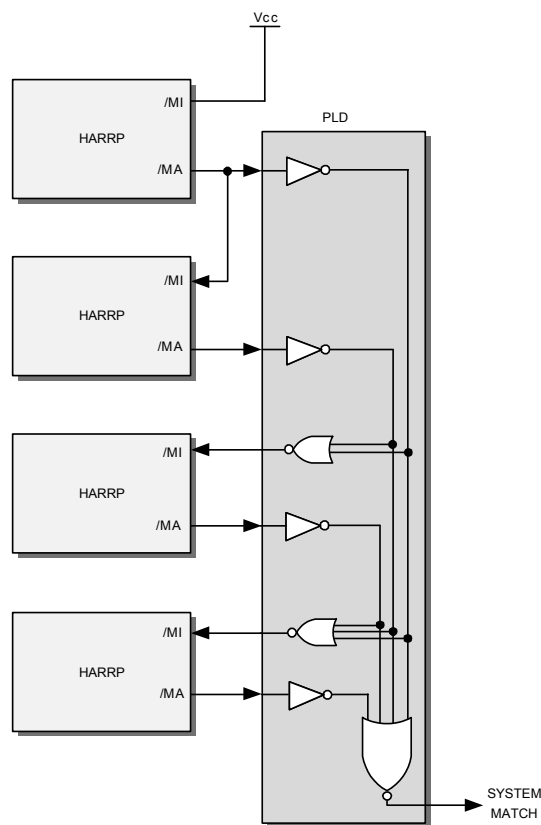 Vcc
/MI
HARRP
/MA
PLD
/MI
HARRP
/MA
/MI
HARRP
/MA
/MI
HARRP
/MA
SYSTEM
MATCH